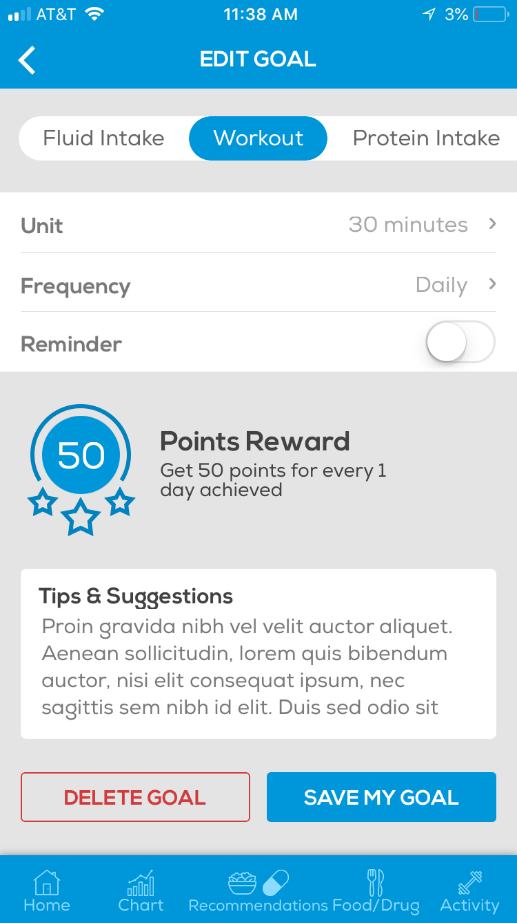 AT&T 11:38 AM 3%
EDIT GOAL
Fluid Intake Workout Protein Intake
Unit 30 minutes
Frequency Daily
Reminder
50
Points Reward
Get 50 points for every 1
day achieved
Tips & Suggestions
Proin gravida nibh vel velit auctor aliquet.
Aenean sollicitudin, lorem quis bibendum
auctor, nisi elit consequat ipsum, nec
sagittis sem nibh id elit. Duis sed odio sit
DELETE GOAL SAVE MY GOAL
Home Chart Recommendations Food/Drug Activity